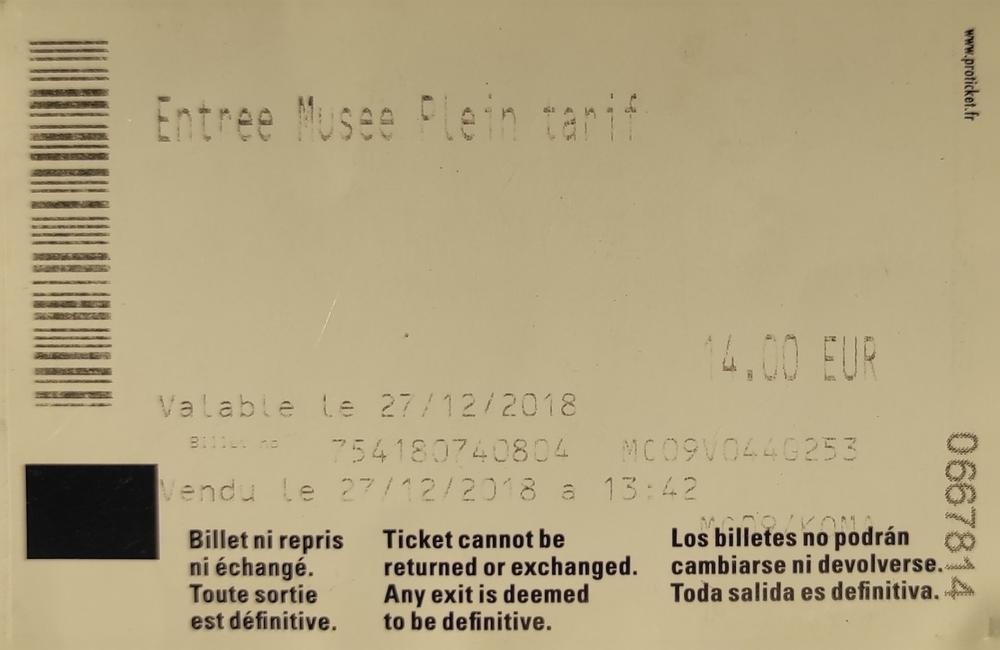 www.proticket.fr
Entree Musee Plein tarif
14.00 EUR
Valable le 27/12/2018
Billet no 754180740804 MC09V044G253
Vendu le 27/12/2018 a 13:42
0667814
Billet ni repris
ni échangé.
Toute sortie
est définitive.
Ticket cannot be
returned or exchanged.
Any exit is deemed
to be definitive.
Los billetes no podrán
cambiarse ni devolverse.
Toda salida es definitiva.